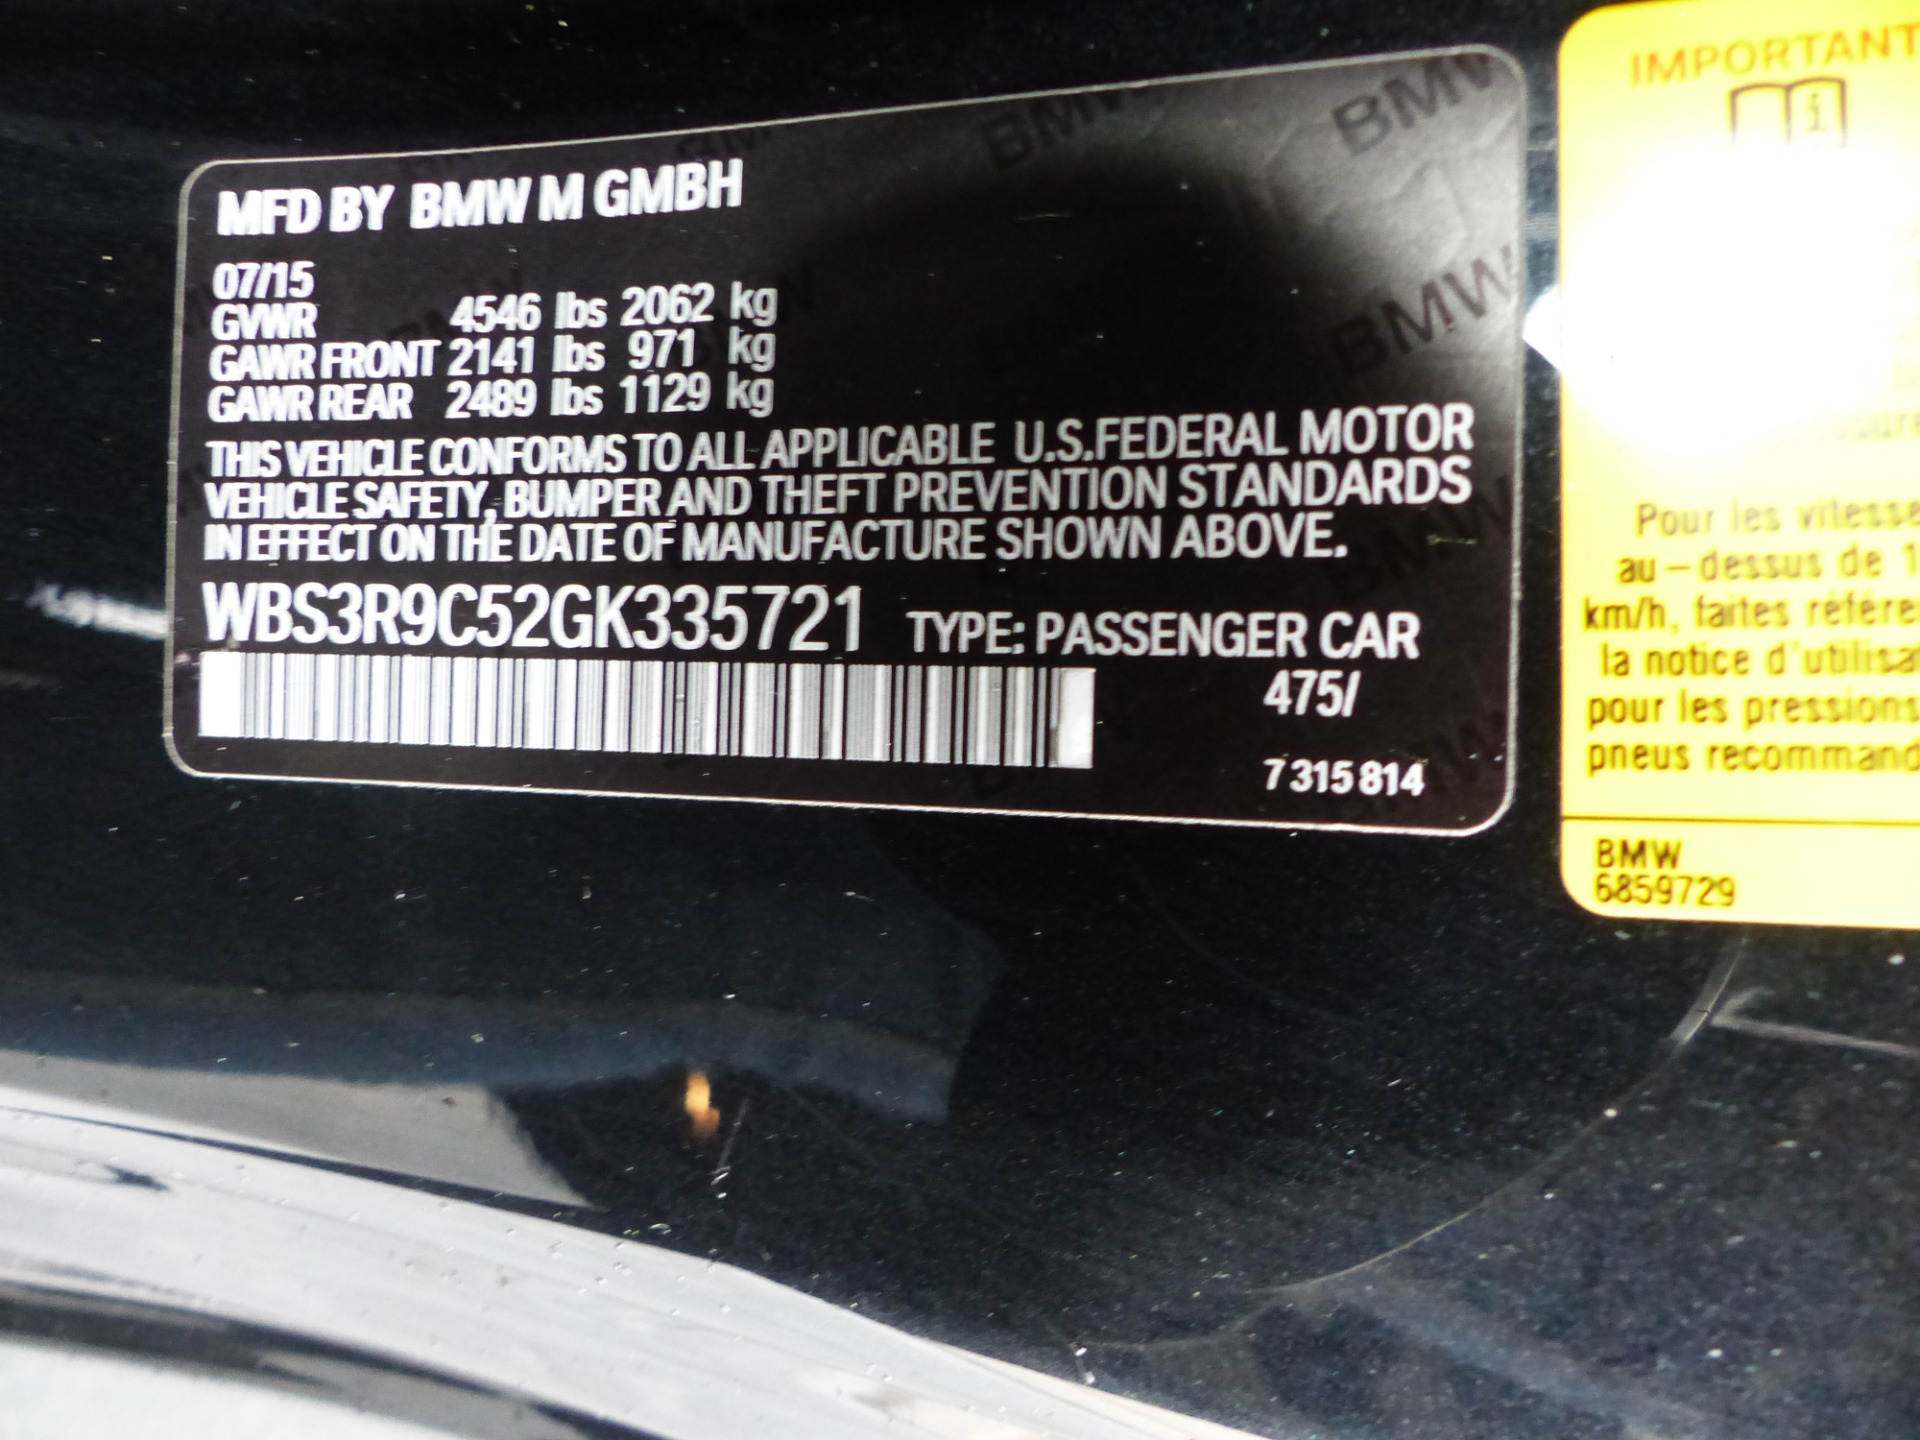 MFD BY BMW M GMBH
07/15
GVWR 4546 lbs 2062 kg
GAWR FRONT 2141 lbs 971 kg
GAWR REAR 2489 lbs 1129 kg
THIS VEHICLE CONFORMS TO ALL APPLICABLE U.S.FEDERAL MOTOR
VEHICLE SAFETY, BUMPER AND THEFT PREVENTION STANDARDS
IN EFFECT ON THE DATE OF MANUFACTURE SHOWN ABOVE.
WBS3R9C52GK335721 TYPE: PASSENGER CAR
475/
7 315 814
IMPORTANT
i
Pour les vitesse
au-dessus de 1
km/h, faites référe
la notice d'utilisa
pour les pressions
pneus recommand
BMW
6859729